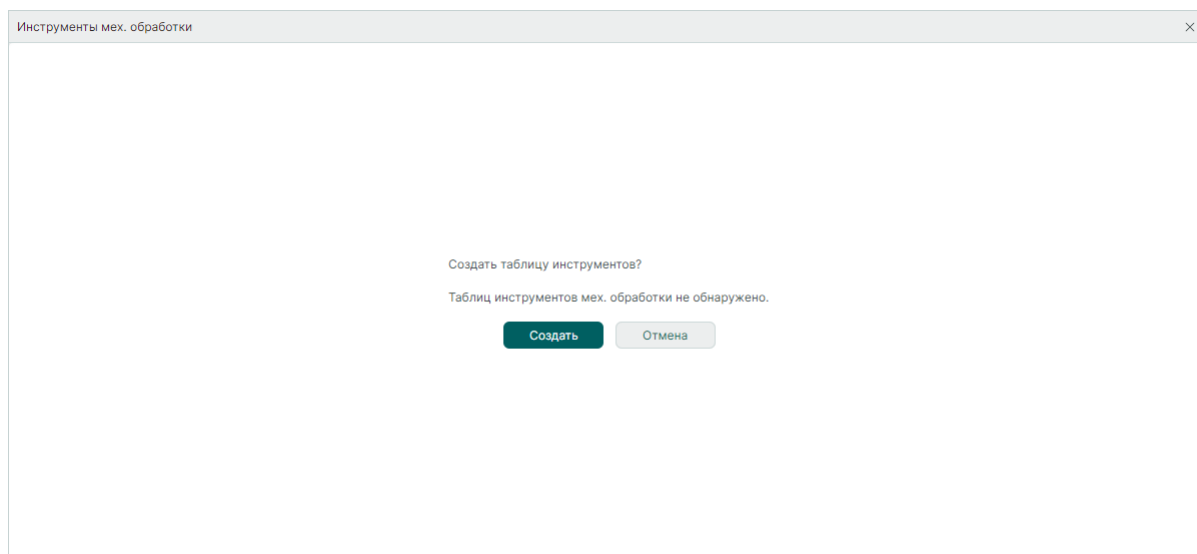 Инструменты мех. обработки
Создать таблицу инструментов?
Таблиц инструментов мех. обработки не обнаружено.
Создать
Отмена